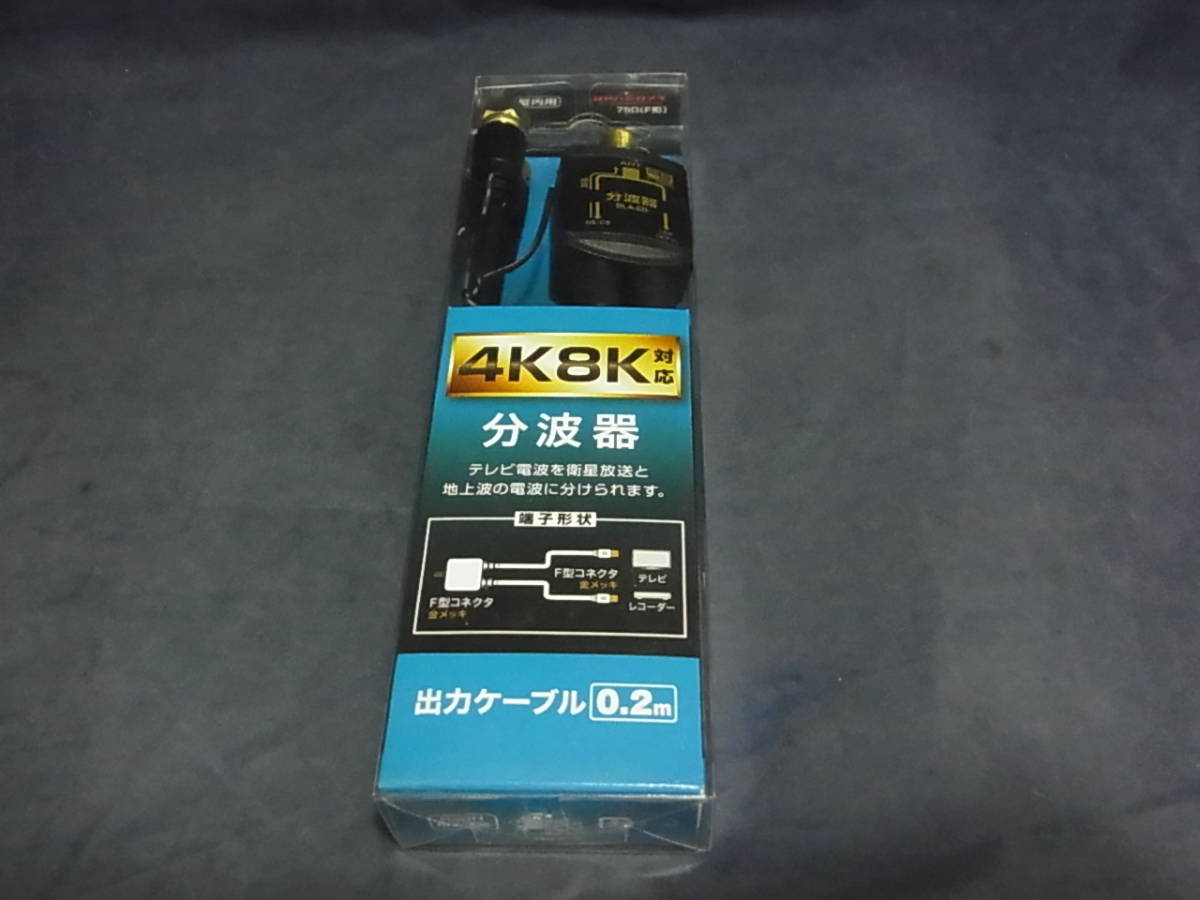 75Ω(F形)
ANT
分波器
4K8K対応
分波器
テレビ電波を衛星放送と
地上波の電波に分けられます。
端子形状
F型コネクタ
金メッキ
テレビ
F型コネクタ
金メッキ
レコーダー
出力ケーブル 0.2m